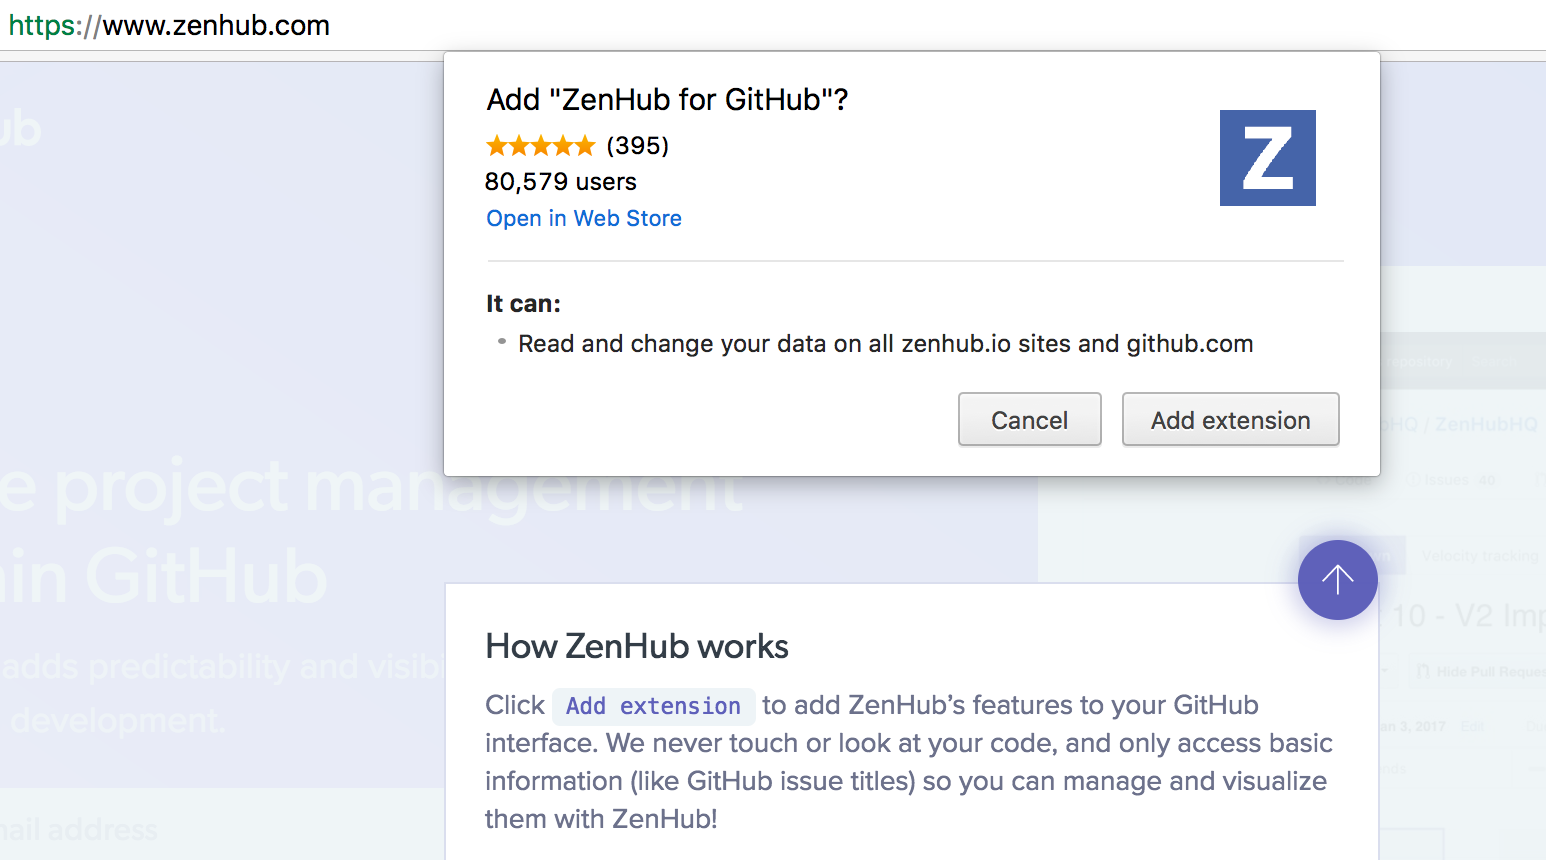 https://www.zenhub.com
ub
Add "ZenHub for GitHub"?
(395)
80,579 users
Open in Web Store
Z
It can:
Read and change your data on all zenhub.io sites and github.com
Cancel
Add extension
repository
Search
bHQ / ZenHubHQ
Issues 40
e project management
in GitHub
Velocity tracking
10 - V2 Imp
Hide Pull Reques
adds predictability and visibi
development.
an 3, 2017
Edit
How ZenHub works
Click Add extension to add ZenHub’s features to your GitHub
interface. We never touch or look at your code, and only access basic
information (like GitHub issue titles) so you can manage and visualize
them with ZenHub!
mail address